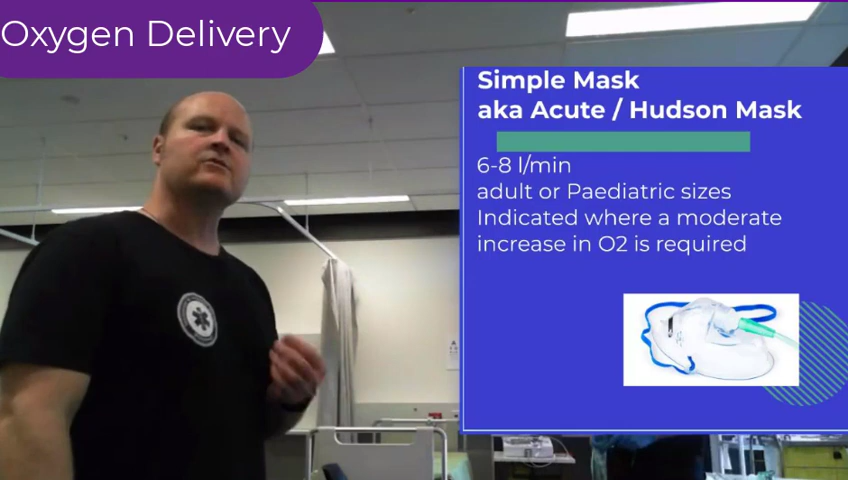 Oxygen Delivery
Simple Mask
aka Acute / Hudson Mask
6-8 l/min
adult or Paediatric sizes
Indicated where a moderate
increase in O2 is required